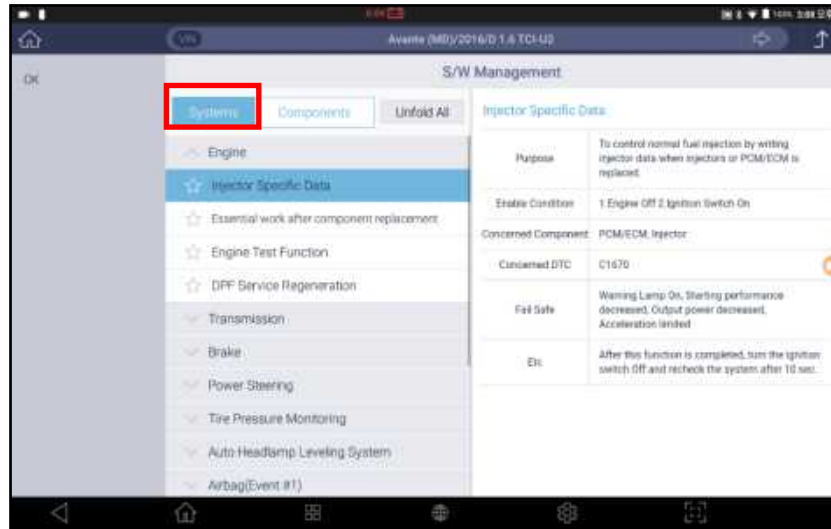 100% 3:08
VIN
Avante (MD)/2016/D 1.6 TCI-U2
OK
S/W Management
Systems
Components
Unfold All
Injector Specific Data
Engine
Injector Specific Data
Essential work after component replacement
Engine Test Function
DPF Service Regeneration
Transmission
Brake
Power Steering
Tire Pressure Monitoring
Auto Headlamp Leveling System
Airbag(Event #1)
Purpose
To control normal fuel injection by writing
injector data when injectors or PCM/ECM is
replaced.
Enable Condition
1.Engine Off 2.Ignition Switch On
Concerned Component
PCM/ECM, Injector
Concerned DTC
C1670
Fail Safe
Warning Lamp On, Starting performance
decreased, Output power decreased,
Acceleration limited
Etc
After this function is completed, turn the ignition
switch Off and recheck the system after 10 sec.